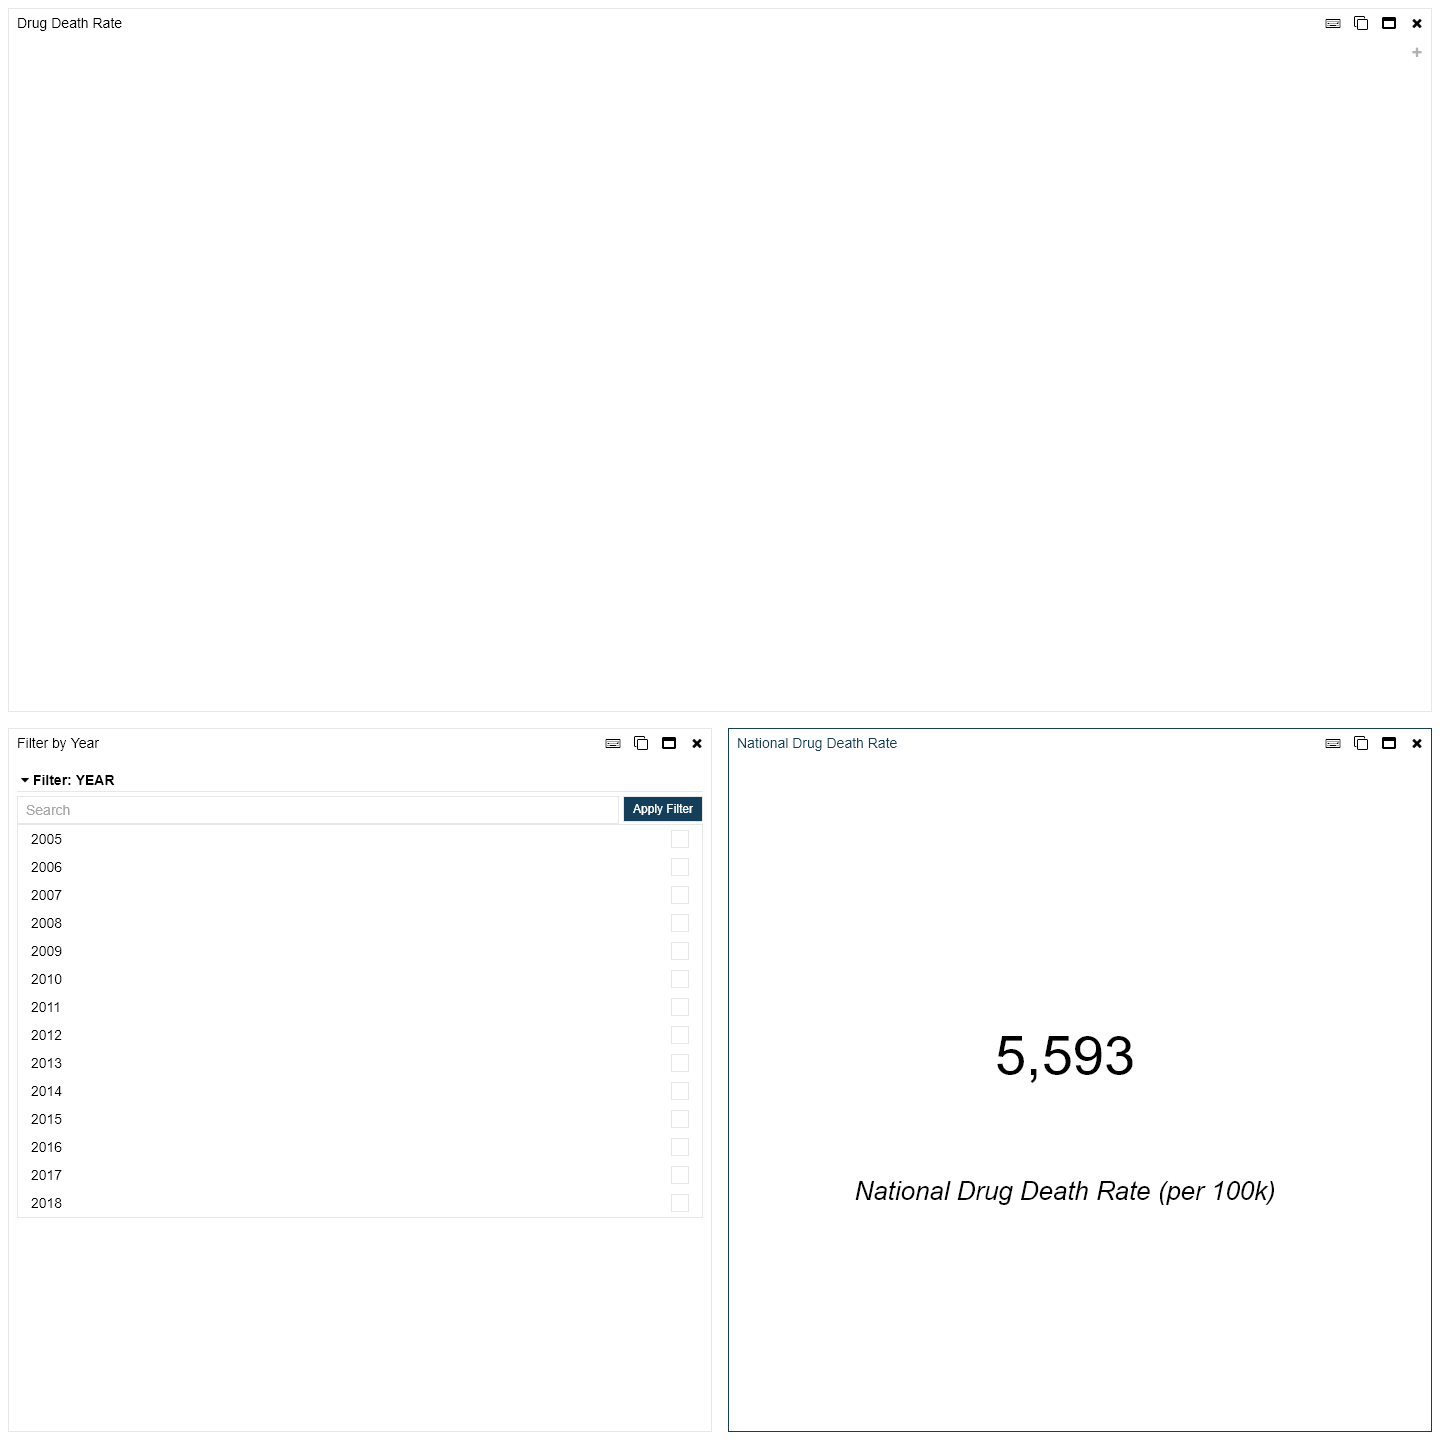 Drug Death Rate
Filter by Year
Filter: YEAR
Search
Apply Filter
2005
2006
2007
2008
2009
2010
2011
2012
2013
2014
2015
2016
2017
2018
National Drug Death Rate
5,593
National Drug Death Rate (per 100k)